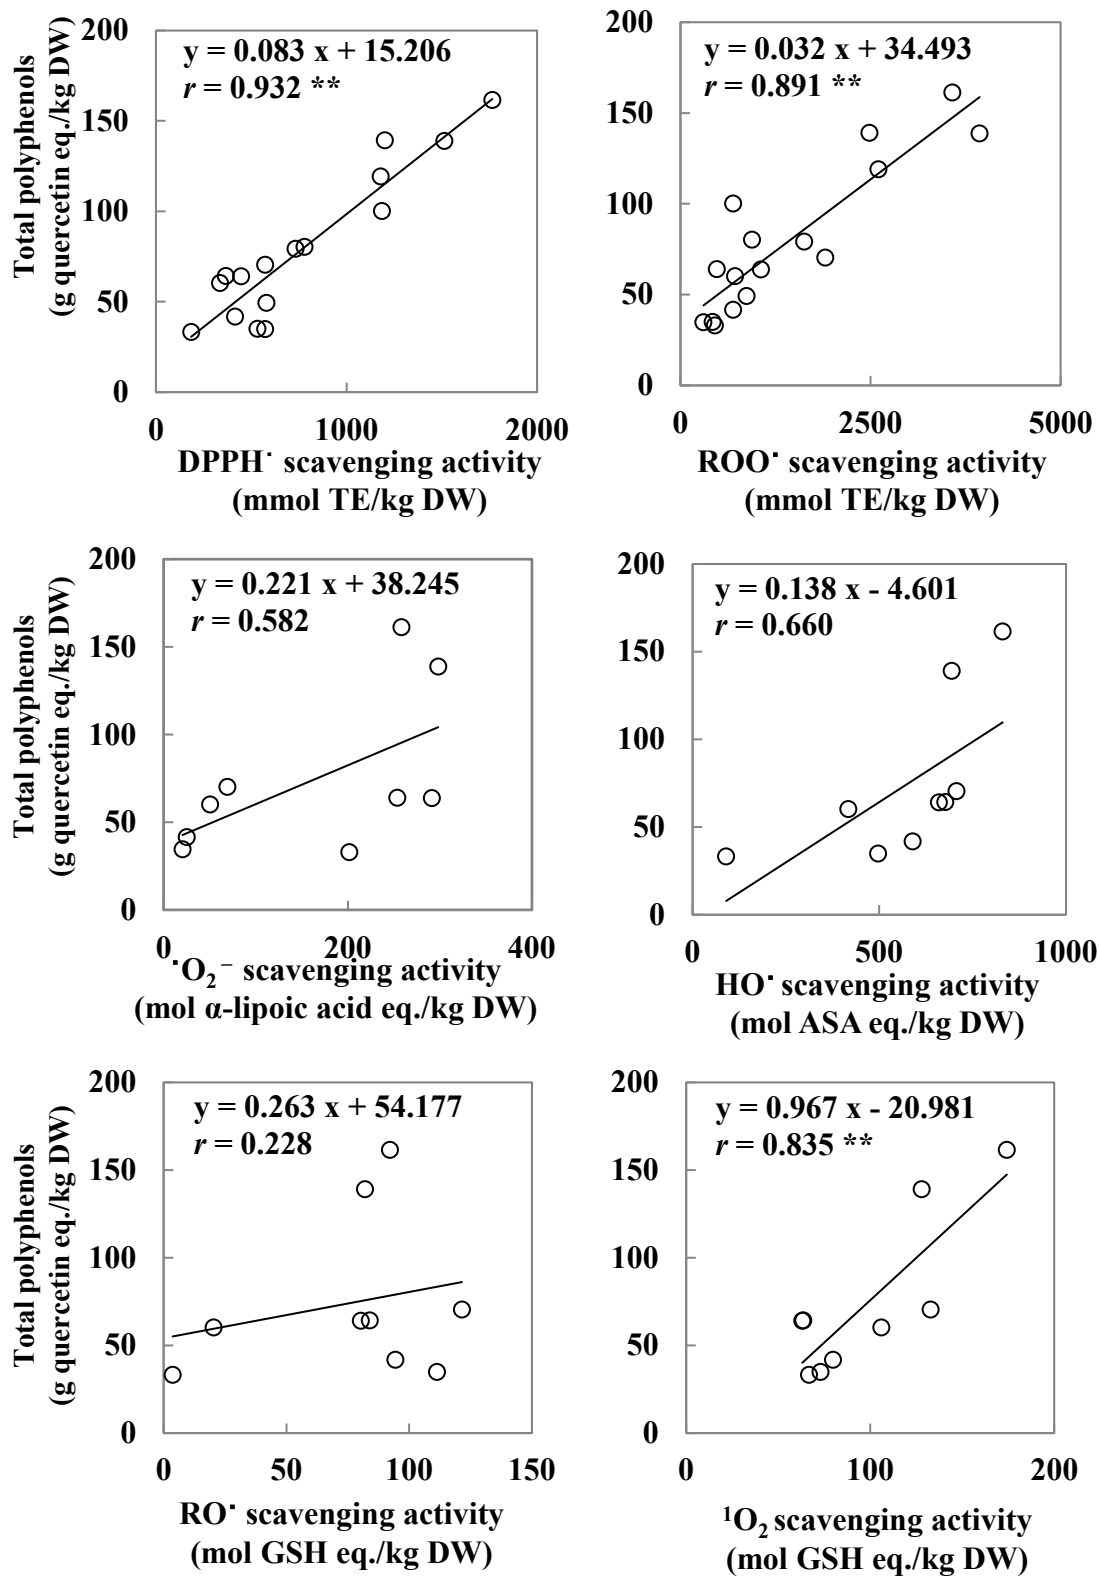 Total polyphenols
(g quercetin eq./kg DW)
200
150
100
50
0
y = 0.083 x + 15.206
r = 0.932 **
0
1000
2000
DPPH˙ scavenging activity
(mmol TE/kg DW)
200
150
100
50
0
y = 0.032 x + 34.493
r = 0.891 **
0
2500
5000
ROO˙ scavenging activity
(mmol TE/kg DW)
Total polyphenols
(g quercetin eq./kg DW)
200
150
100
50
0
y = 0.221 x + 38.245
r = 0.582
0
200
400
˙O₂⁻ scavenging activity
(mol α-lipoic acid eq./kg DW)
200
150
100
50
0
y = 0.138 x - 4.601
r = 0.660
0
500
1000
HO˙ scavenging activity
(mol ASA eq./kg DW)
Total polyphenols
(g quercetin eq./kg DW)
200
150
100
50
0
y = 0.263 x + 54.177
r = 0.228
0
50
100
150
RO˙ scavenging activity
(mol GSH eq./kg DW)
200
150
100
50
0
y = 0.967 x - 20.981
r = 0.835 **
0
100
200
¹O₂ scavenging activity
(mol GSH eq./kg DW)